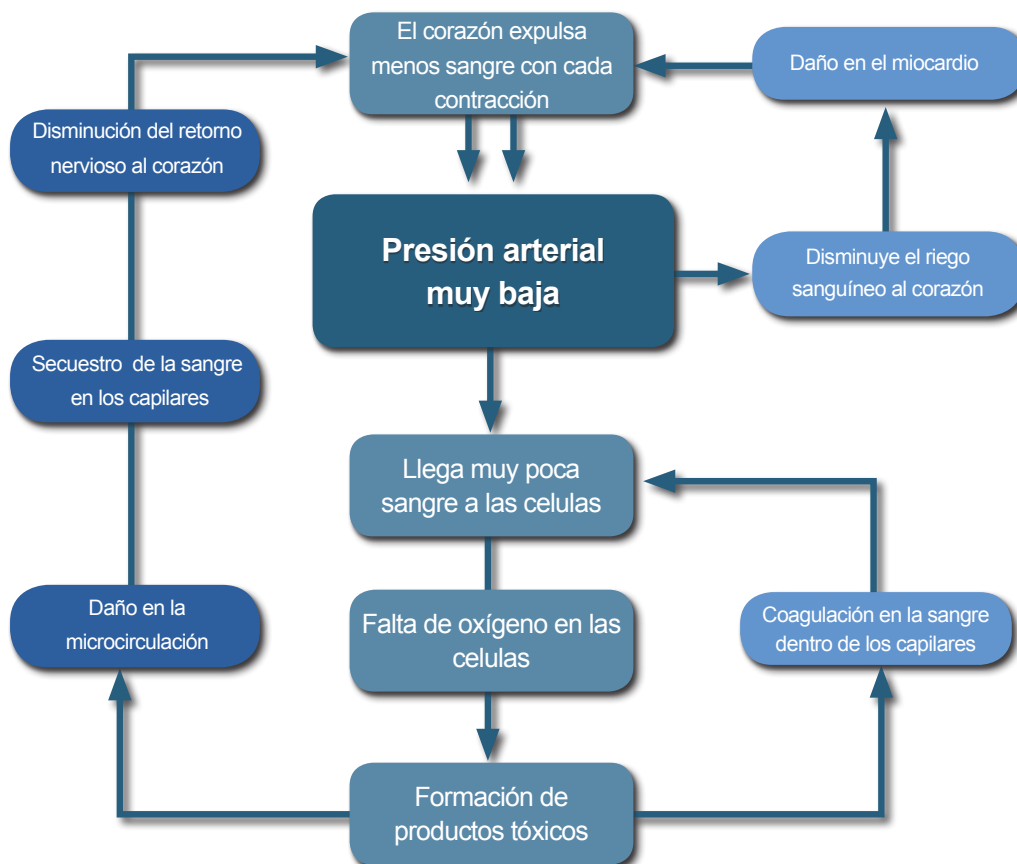 El corazón expulsa
menos sangre con cada
contracción
Daño en el miocardio
Disminución del retorno
nervioso al corazón
Presión arterial
muy baja
Disminuye el riego
sanguíneo al corazón
Secuestro de la sangre
en los capilares
Llega muy poca
sangre a las celulas
Daño en la
microcirculación
Falta de oxígeno en las
celulas
Coagulación en la sangre
dentro de los capilares
Formación de
productos tóxicos